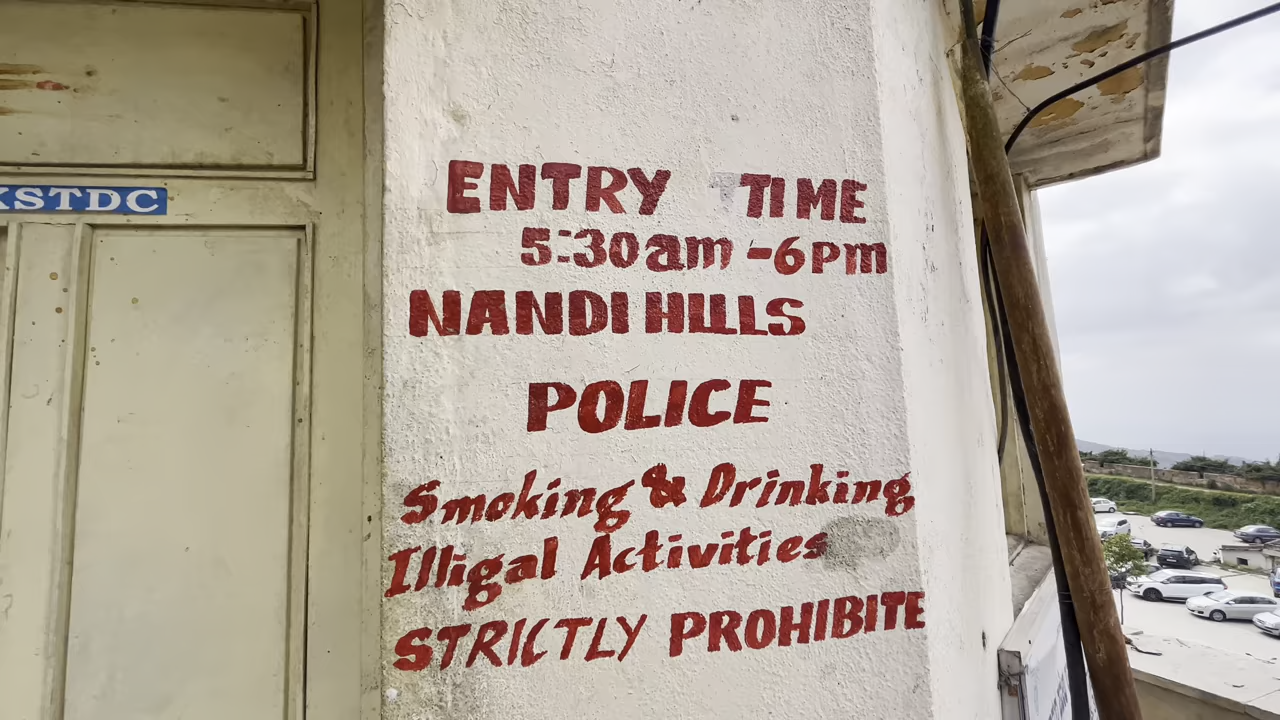 KSTDC
ENTRY TIME
5:30am -6pm
NANDI HILLS
POLICE
Smoking & Drinking
Illigal Activities
STRICTLY PROHIBITE